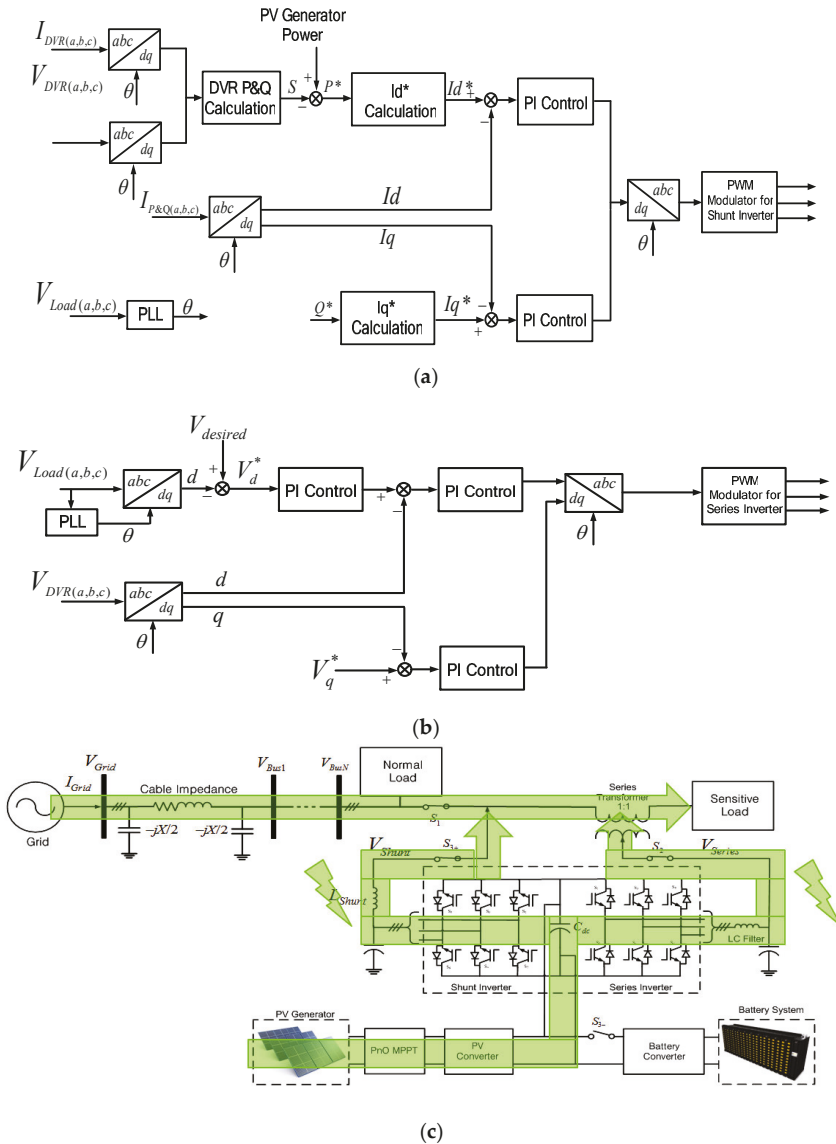 PV Generator
Power
I_DVR(a,b,c)
abc
dq
θ
V_DVR(a,b,c)
abc
dq
θ
DVR P&Q
Calculation
S
+
−
P*
Id*
Calculation
Id*
+
−
PI Control
I_P&Q(a,b,c)
abc
dq
θ
Id
Iq
abc
dq
θ
PWM
Modulator for
Shunt Inverter
V_Load(a,b,c)
PLL
θ
Q*
Iq*
Calculation
Iq*
−
+
PI Control
(a)
V_desired
V_Load(a,b,c)
abc
dq
d
+
−
V_d^*
PI Control
+
−
PI Control
abc
dq
θ
PWM
Modulator for
Series Inverter
PLL
θ
V_DVR(a,b,c)
abc
dq
θ
d
q
V_q^*
−
+
PI Control
(b)
V_Grid
I_Grid
Cable Impedance
V_Bus1
V_BusN
Normal
Load
Series
Transformer
1:1
Sensitive
Load
S_1
Grid
-jX/2
-jX/2
V_Shunt
S_3+
S_2
V_Series
L_Shunt
C_dc
LC Filter
Shunt Inverter
Series Inverter
PV Generator
PnO MPPT
PV
Converter
S_3-
Battery
Converter
Battery System
(c)